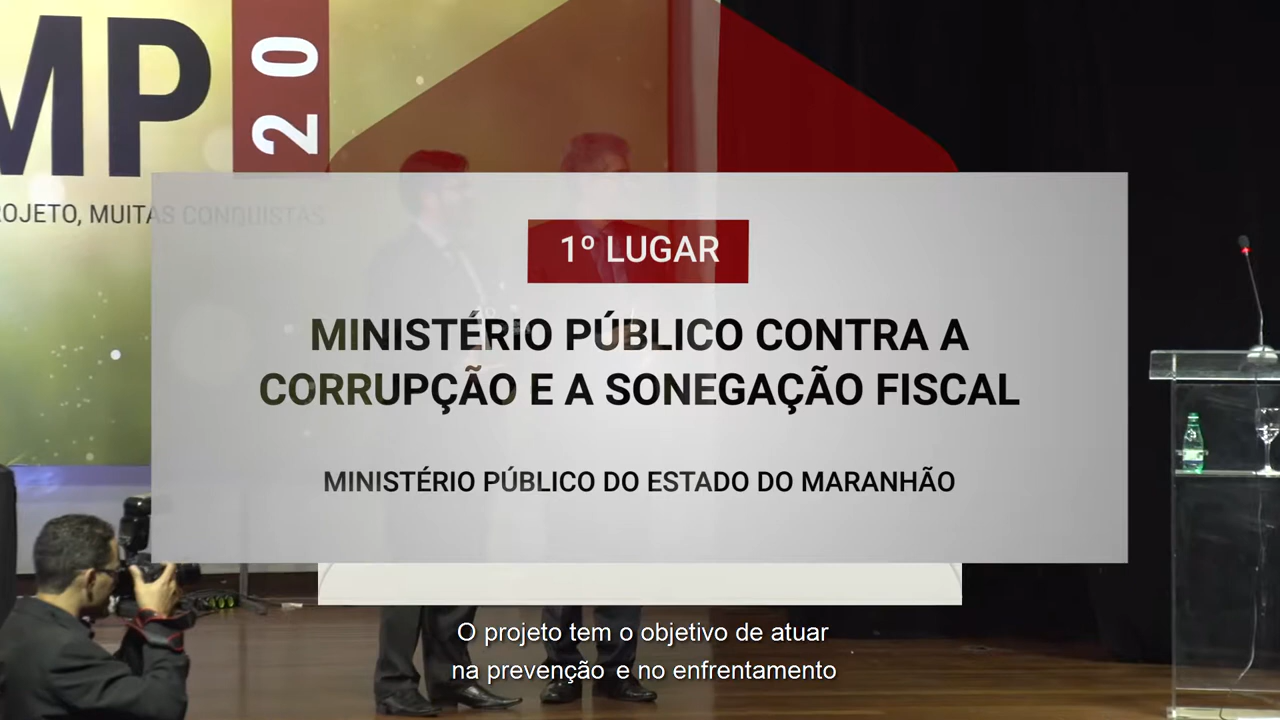 MP
20
OJETO, MUITAS CONQUISTAS
1º LUGAR
MINISTÉRIO PÚBLICO CONTRA A
CORRUPÇÃO E A SONEGAÇÃO FISCAL
MINISTÉRIO PÚBLICO DO ESTADO DO MARANHÃO
O projeto tem o objetivo de atuar
na prevenção e no enfrentamento